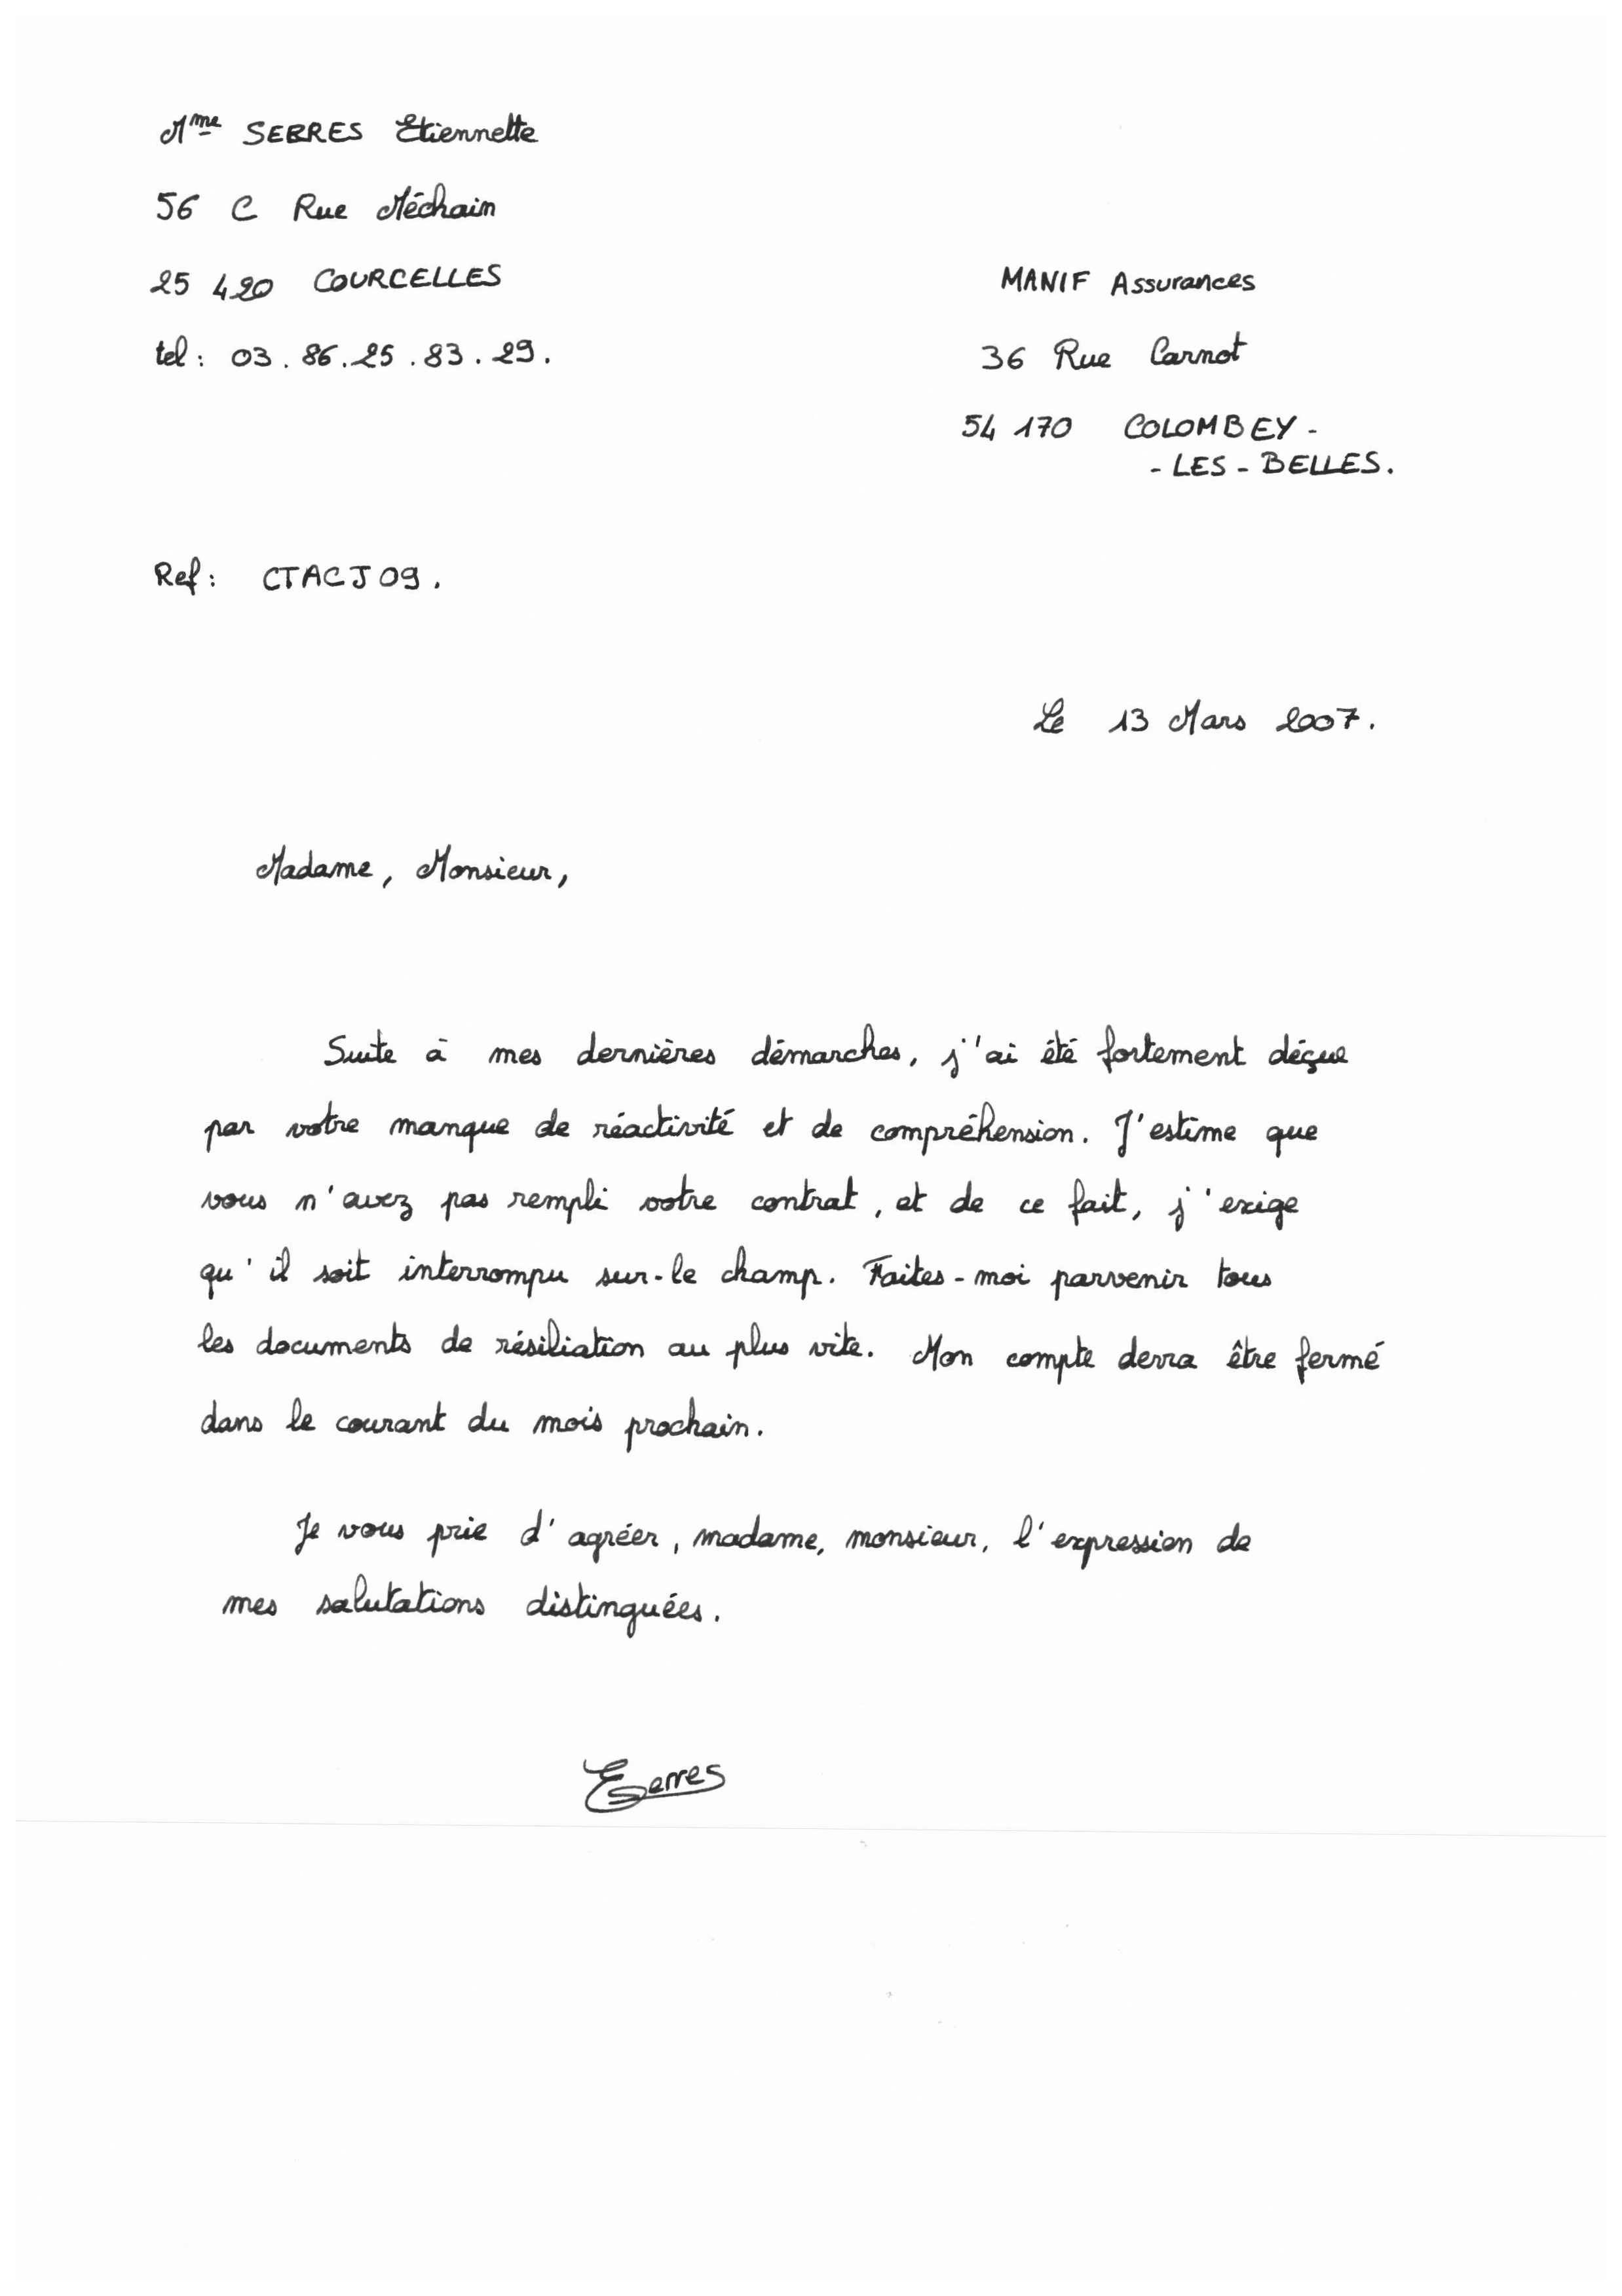 Mme SERRES Etiennette
56 C Rue Méchain
25 420 COURCELLES
tel : 03.86.25.83.29.
MANIF Assurances
36 Rue Carnot
54 170 COLOMBEY-
-LES-BELLES.
Ref : CTACJ09.
Le 13 Mars 2007.
Madame, Monsieur,
Suite à mes dernières démarches, j'ai été fortement déçue
par votre manque de réactivité et de compréhension. J'estime que
vous n'avez pas rempli votre contrat, et de ce fait, j'exige
qu'il soit interrompu sur-le champ. Faites-moi parvenir tous
les documents de résiliation au plus vite. Mon compte devra être fermé
dans le courant du mois prochain.
Je vous prie d'agréer, madame, monsieur, l'expression de
mes salutations distinguées.
ESerres